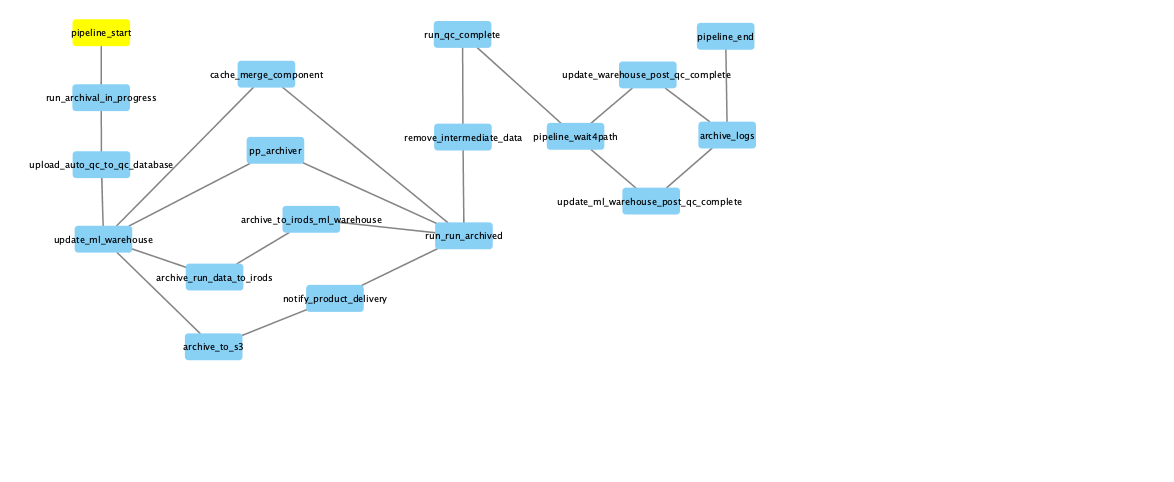 pipeline_start
run_archival_in_progress
upload_auto_qc_to_qc_database
update_ml_warehouse
cache_merge_component
pp_archiver
archive_to_irods_ml_warehouse
archive_run_data_to_irods
notify_product_delivery
archive_to_s3
run_qc_complete
remove_intermediate_data
run_run_archived
update_warehouse_post_qc_complete
pipeline_wait4path
update_ml_warehouse_post_qc_complete
pipeline_end
archive_logs